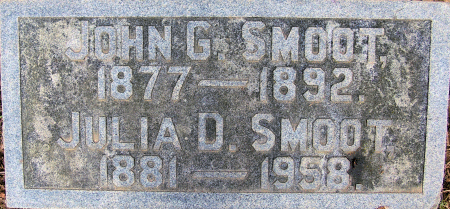 JOHN G. SMOOT.
1877 — 1892.
JULIA D. SMOOT
1881 — 1958.